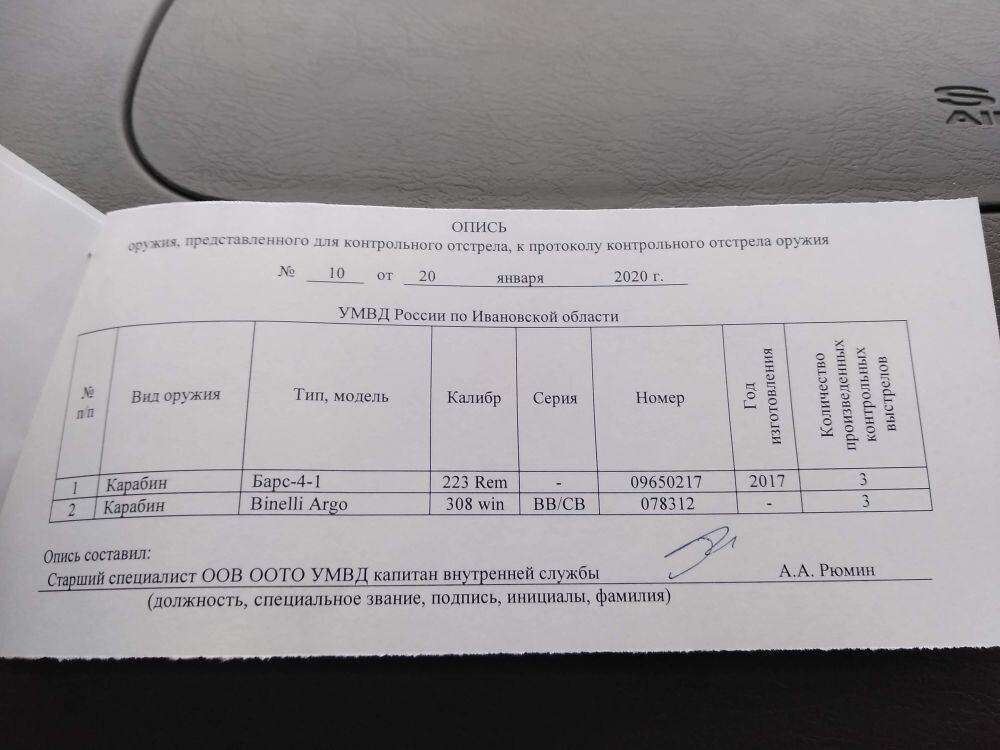 ОПИСЬ
оружия, представленного для контрольного отстрела, к протоколу контрольного отстрела оружия
№ 10 от 20 января 2020 г.
УМВД России по Ивановской области
№ п/п Вид оружия Тип, модель Калибр Серия Номер Год изготовления Количество произведенных контрольных выстрелов
1 Карабин Барс-4-1 223 Rem - 09650217 2017 3
2 Карабин Binelli Argo 308 win BB/CB 078312 - 3
Опись составил:
Старший специалист ООВ ООТО УМВД капитан внутренней службы А.А. Рюмин
(должность, специальное звание, подпись, инициалы, фамилия)